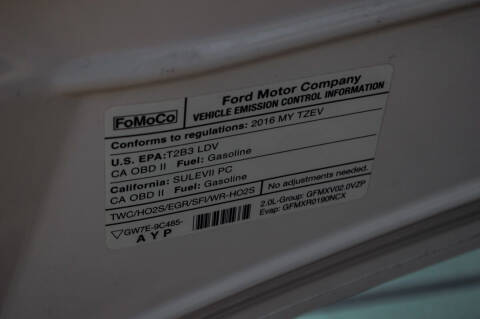 FoMoCo
Ford Motor Company
VEHICLE EMISSION CONTROL INFORMATION
Conforms to regulations: 2016 MY TZEV
U.S. EPA:T2B3 LDV
CA OBD II Fuel: Gasoline
California: SULEVII PC
CA OBD II Fuel: Gasoline
TWC/HO2S/EGR/SFI/WR-HO2S
No adjustments needed.
▽GW7E-9C485-
AYP
2.0L-Group: GFMXV02.0VZP
Evap: GFMXR0190NCX